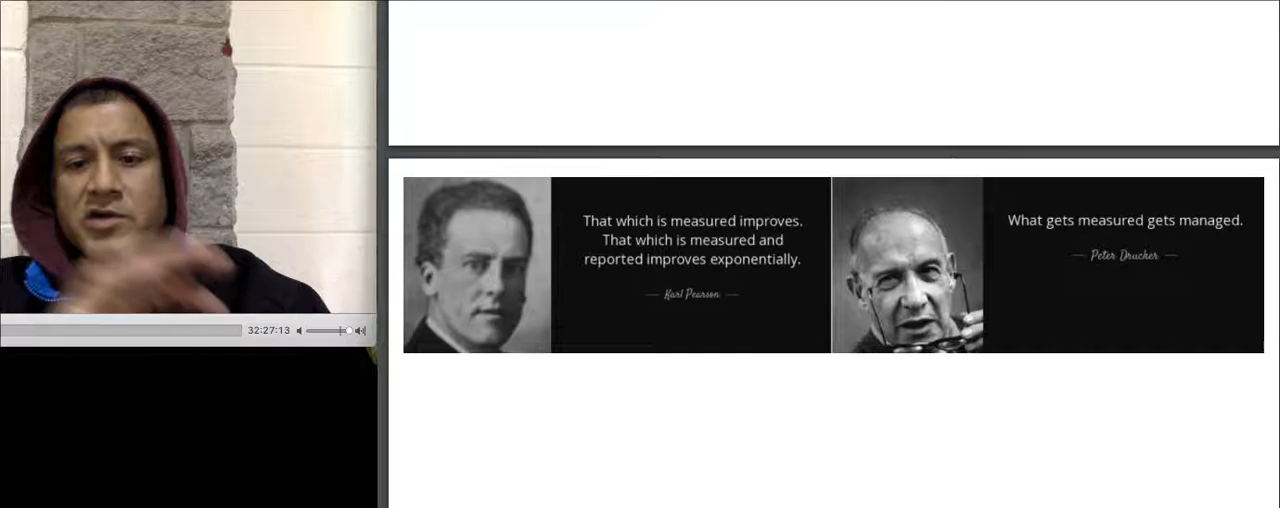 That which is measured improves.
That which is measured and
reported improves exponentially.
— Karl Pearson —
What gets measured gets managed.
— Peter Drucker —
32:27:13